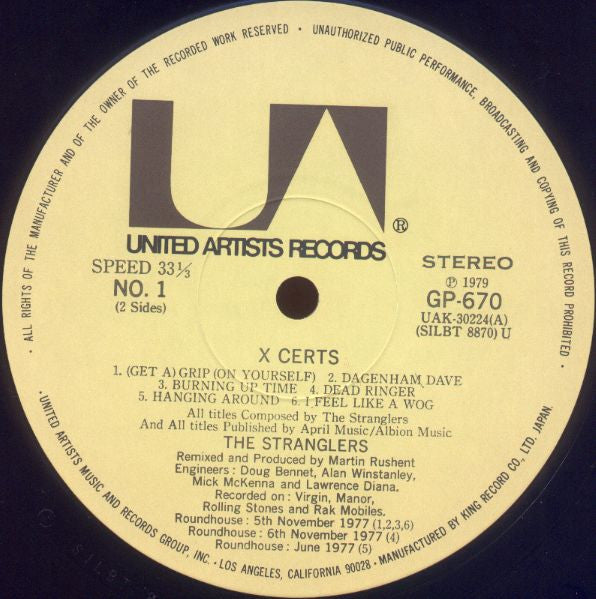 · ALL RIGHTS OF THE MANUFACTURER AND OF THE OWNER OF THE RECORDED WORK RESERVED · UNAUTHORIZED PUBLIC PERFORMANCE, BROADCASTING AND COPYING OF THIS RECORD PROHIBITED ·
UA ®
UNITED ARTISTS RECORDS
SPEED 33⅓
NO. 1
(2 Sides)
STEREO
℗ 1979
GP-670
UAK-30224(A)
(SILBT 8870) U
X CERTS
1. (GET A) GRIP (ON YOURSELF) 2. DAGENHAM DAVE
3. BURNING UP TIME 4. DEAD RINGER
5. HANGING AROUND 6. I FEEL LIKE A WOG
All titles Composed by The Stranglers
And All titles Published by April Music/Albion Music
THE STRANGLERS
Remixed and Produced by Martin Rushent
Engineers : Doug Bennet, Alan Winstanley,
Mick McKenna and Lawrence Diana.
Recorded on : Virgin, Manor,
Rolling Stones and Rak Mobiles.
Roundhouse : 5th November 1977 (1,2,3,6)
Roundhouse : 6th November 1977 (4)
Roundhouse : June 1977 (5)
· UNITED ARTISTS MUSIC AND RECORDS GROUP, INC. · LOS ANGELES, CALIFORNIA 90028 · MANUFACTURED BY KING RECORD CO., LTD. JAPAN.